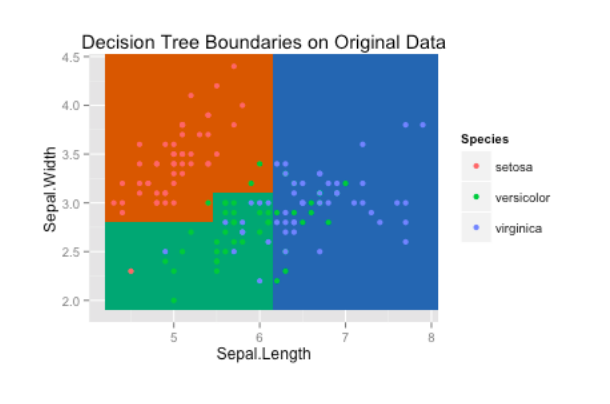 Decision Tree Boundaries on Original Data
4.5
4.0
3.5
3.0
2.5
2.0
Sepal.Width
5 6 7 8
Sepal.Length
Species
setosa
versicolor
virginica